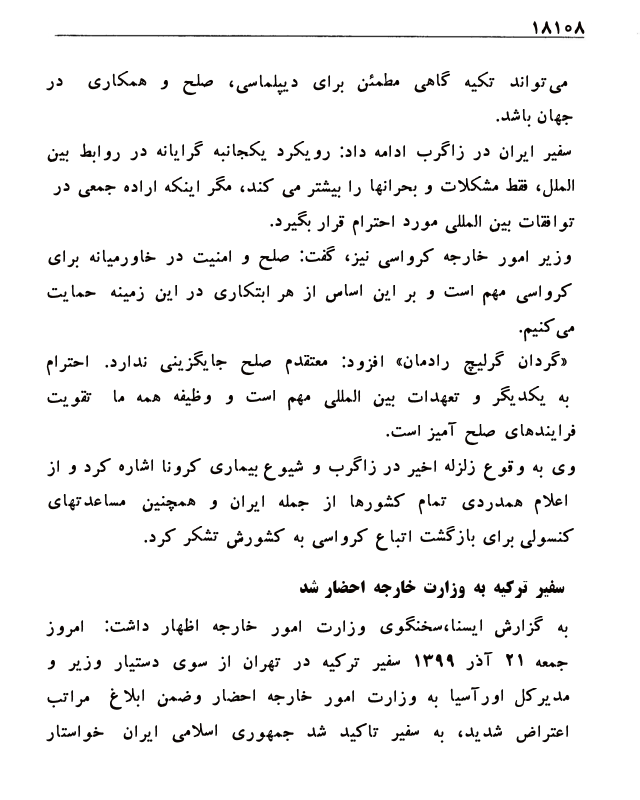 ۱۸۱۰۸
می‌تواند تکیه گاهی مطمئن برای دیپلماسی، صلح و همکاری در
جهان باشد.
سفیر ایران در زاگرب ادامه داد: رویکرد یکجانبه گرایانه در روابط بین
الملل، فقط مشکلات و بحرانها را بیشتر می کند، مگر اینکه اراده جمعی در
توافقات بین المللی مورد احترام قرار بگیرد.
وزیر امور خارجه کرواسی نیز، گفت: صلح و امنیت در خاورمیانه برای
کرواسی مهم است و بر این اساس از هر ابتکاری در این زمینه حمایت
می‌کنیم.
«گردان گرلیچ رادمان» افزود: معتقدم صلح جایگزینی ندارد. احترام
به یکدیگر و تعهدات بین المللی مهم است و وظیفه همه ما تقویت
فرایندهای صلح آمیز است.
وی به وقوع زلزله اخیر در زاگرب و شیوع بیماری کرونا اشاره کرد و از
اعلام همدردی تمام کشورها از جمله ایران و همچنین مساعدتهای
کنسولی برای بازگشت اتباع کرواسی به کشورش تشکر کرد.
سفیر ترکیه به وزارت خارجه احضار شد
به گزارش ایسنا،سخنگوی وزارت امور خارجه اظهار داشت: امروز
جمعه ۲۱ آذر ۱۳۹۹ سفیر ترکیه در تهران از سوی دستیار وزیر و
مدیرکل اورآسیا به وزارت امور خارجه احضار وضمن ابلاغ مراتب
اعتراض شدید، به سفیر تاکید شد جمهوری اسلامی ایران خواستار